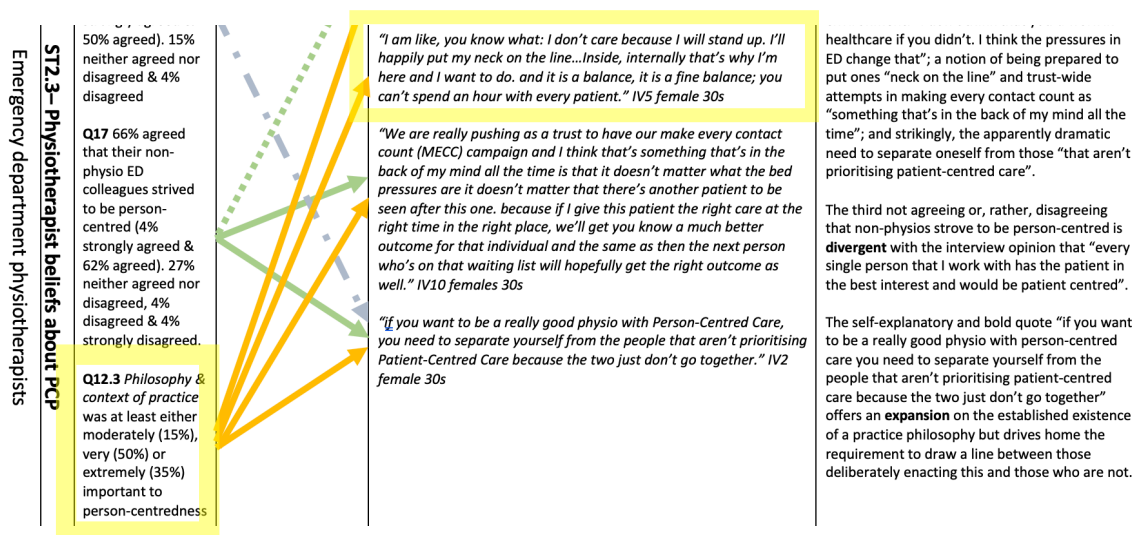 Emergency department physiotherapists
ST2.3– Physiotherapist beliefs about PCP
50% agreed). 15%
neither agreed nor
disagreed & 4%
disagreed
Q17 66% agreed
that their non-
physio ED
colleagues strived
to be person-
centred (4%
strongly agreed &
62% agreed). 27%
neither agreed nor
disagreed, 4%
disagreed & 4%
strongly disagreed.
Q12.3 Philosophy &
context of practice
was at least either
moderately (15%),
very (50%) or
extremely (35%)
important to
person-centredness
“I am like, you know what: I don’t care because I will stand up. I’ll
happily put my neck on the line…Inside, internally that’s why I’m
here and I want to do. and it is a balance, it is a fine balance; you
can’t spend an hour with every patient.” IV5 female 30s
“We are really pushing as a trust to have our make every contact
count (MECC) campaign and I think that’s something that’s in the
back of my mind all the time is that it doesn’t matter what the bed
pressures are it doesn’t matter that there’s another patient to be
seen after this one. because if I give this patient the right care at the
right time in the right place, we’ll get you know a much better
outcome for that individual and the same as then the next person
who’s on that waiting list will hopefully get the right outcome as
well.” IV10 females 30s
“if you want to be a really good physio with Person-Centred Care,
you need to separate yourself from the people that aren’t prioritising
Patient-Centred Care because the two just don’t go together.” IV2
female 30s
healthcare if you didn’t. I think the pressures in
ED change that”; a notion of being prepared to
put ones “neck on the line” and trust-wide
attempts in making every contact count as
“something that’s in the back of my mind all the
time”; and strikingly, the apparently dramatic
need to separate oneself from those “that aren’t
prioritising patient-centred care”.
The third not agreeing or, rather, disagreeing
that non-physios strove to be person-centred is
divergent with the interview opinion that “every
single person that I work with has the patient in
the best interest and would be patient centred”.
The self-explanatory and bold quote “if you want
to be a really good physio with person-centred
care you need to separate yourself from the
people that aren’t prioritising patient-centred
care because the two just don’t go together”
offers an expansion on the established existence
of a practice philosophy but drives home the
requirement to draw a line between those
deliberately enacting this and those who are not.